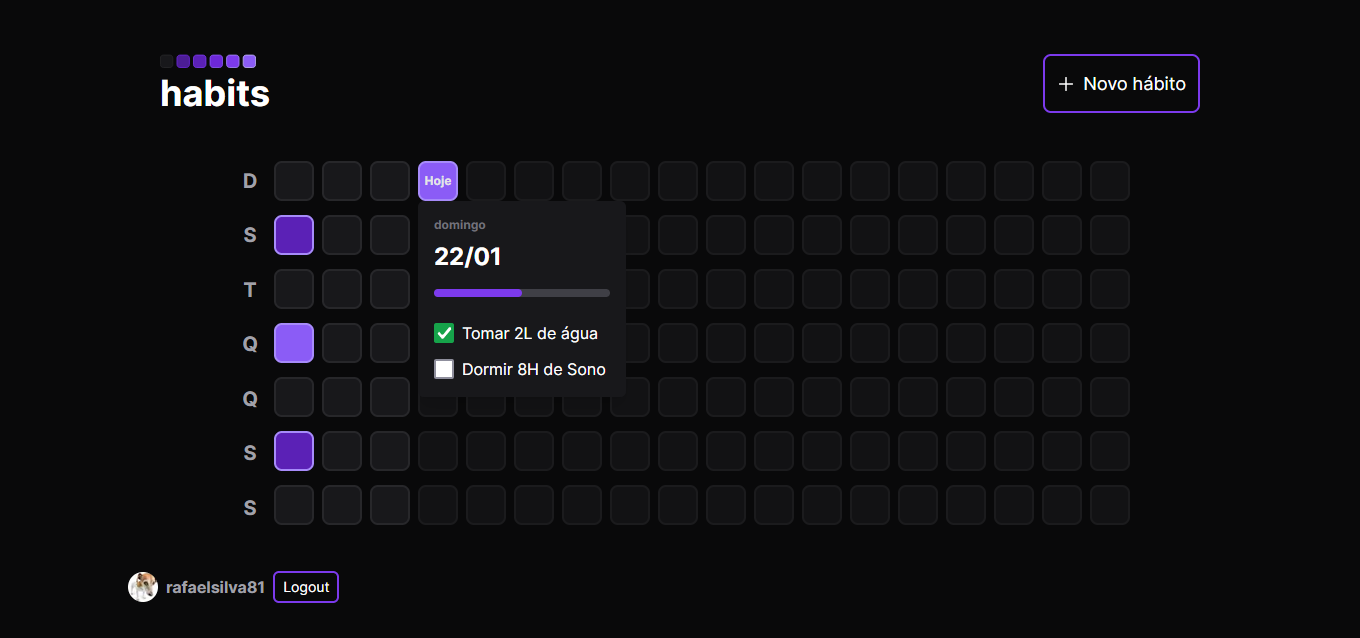 habits
+ Novo hábito
D
Hoje
S
domingo
22/01
T
Tomar 2L de água
Q
Dormir 8H de Sono
Q
S
S
rafaelsilva81
Logout